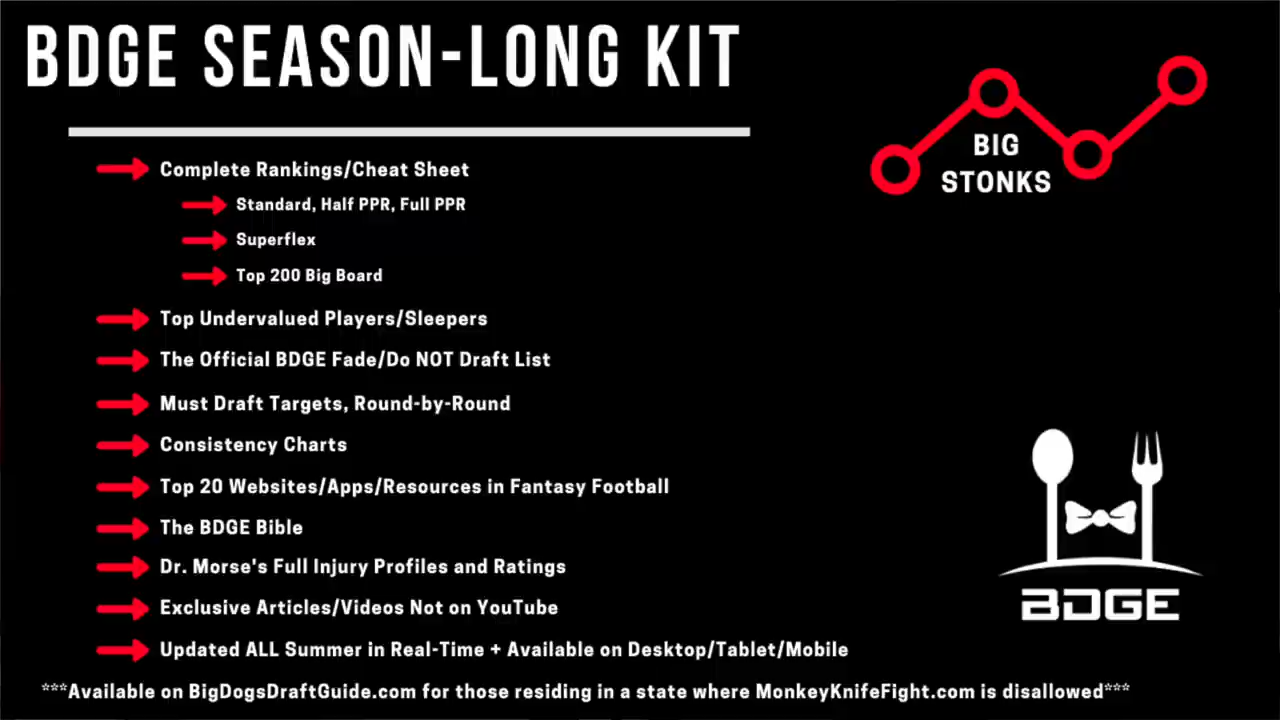 BDGE SEASON-LONG KIT
BIG
STONKS
Complete Rankings/Cheat Sheet
Standard, Half PPR, Full PPR
Superflex
Top 200 Big Board
Top Undervalued Players/Sleepers
The Official BDGE Fade/Do NOT Draft List
Must Draft Targets, Round-by-Round
Consistency Charts
Top 20 Websites/Apps/Resources in Fantasy Football
The BDGE Bible
Dr. Morse's Full Injury Profiles and Ratings
Exclusive Articles/Videos Not on YouTube
Updated ALL Summer in Real-Time + Available on Desktop/Tablet/Mobile
BDGE
***Available on BigDogsDraftGuide.com for those residing in a state where MonkeyKnifeFight.com is disallowed***